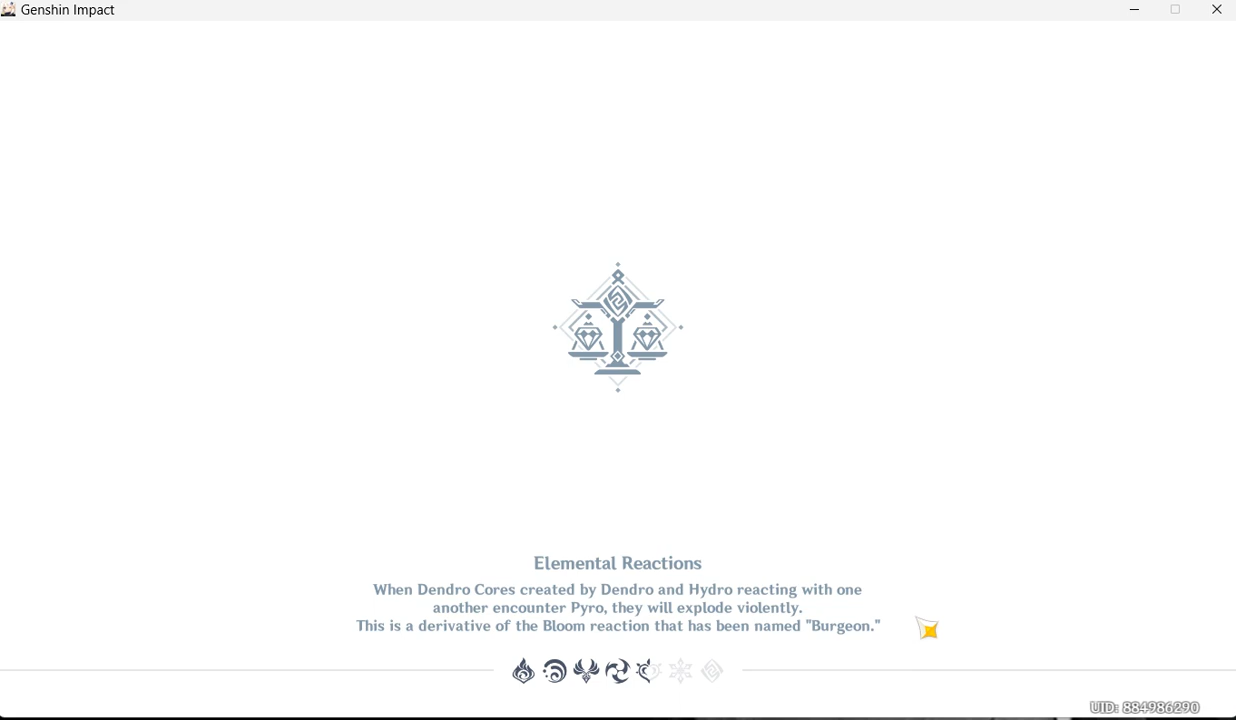 Genshin Impact
Elemental Reactions
When Dendro Cores created by Dendro and Hydro reacting with one
another encounter Pyro, they will explode violently.
This is a derivative of the Bloom reaction that has been named "Burgeon."
UID: 884986290